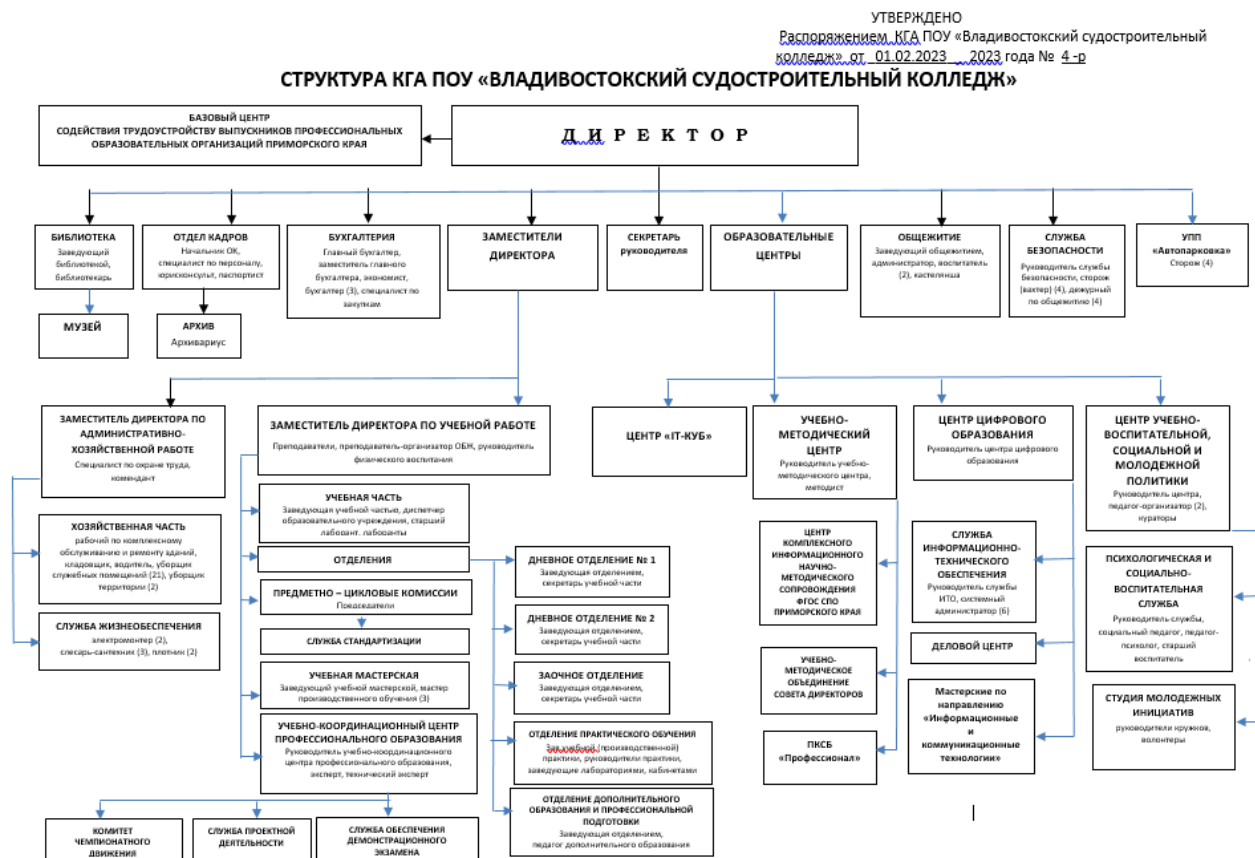 УТВЕРЖДЕНО
Распоряжением КГА ПОУ «Владивостокский судостроительный
колледж» от 01.02.2023 2023 года № 4 -р
СТРУКТУРА КГА ПОУ «ВЛАДИВОСТОКСКИЙ СУДОСТРОИТЕЛЬНЫЙ КОЛЛЕДЖ»
БАЗОВЫЙ ЦЕНТР
СОДЕЙСТВИЯ ТРУДОУСТРОЙСТВУ ВЫПУСКНИКОВ ПРОФЕССИОНАЛЬНЫХ
ОБРАЗОВАТЕЛЬНЫХ ОРГАНИЗАЦИЙ ПРИМОРСКОГО КРАЯ
Д И Р Е К Т О Р
БИБЛИОТЕКА
Заведующий
библиотекой,
библиотекарь
ОТДЕЛ КАДРОВ
Начальник ОК,
специалист по персоналу,
юрисконсульт, паспортист
БУХГАЛТЕРИЯ
Главный бухгалтер,
заместитель главного
бухгалтера, экономист,
бухгалтер (3), специалист по
закупкам
ЗАМЕСТИТЕЛИ
ДИРЕКТОРА
СЕКРЕТАРЬ
руководителя
ОБРАЗОВАТЕЛЬНЫЕ
ЦЕНТРЫ
ОБЩЕЖИТИЕ
Заведующий общежитием,
администратор, воспитатель
(2), кастелянша
СЛУЖБА
БЕЗОПАСНОСТИ
Руководитель службы
безопасности, сторож
(вахтер) (4), дежурный
по общежитию (4)
УПП
«Автопарковка»
Сторож (4)
МУЗЕЙ
АРХИВ
Архивариус
ЗАМЕСТИТЕЛЬ ДИРЕКТОРА ПО
АДМИНИСТРАТИВНО-
ХОЗЯЙСТВЕННОЙ РАБОТЕ
Специалист по охране труда,
комендант
ЗАМЕСТИТЕЛЬ ДИРЕКТОРА ПО УЧЕБНОЙ РАБОТЕ
Преподаватели, преподаватель-организатор ОБЖ, руководитель
физического воспитания
ЦЕНТР «IT-КУБ»
УЧЕБНО-
МЕТОДИЧЕСКИЙ
ЦЕНТР
Руководитель учебно-
методического центра,
методист
ЦЕНТР ЦИФРОВОГО
ОБРАЗОВАНИЯ
Руководитель центра цифрового
образования
ЦЕНТР УЧЕБНО-
ВОСПИТАТЕЛЬНОЙ,
СОЦИАЛЬНОЙ И
МОЛОДЕЖНОЙ
ПОЛИТИКИ
Руководитель центра,
педагог-организатор (2),
кураторы
ХОЗЯЙСТВЕННАЯ ЧАСТЬ
рабочий по комплексному
обслуживанию и ремонту зданий,
кладовщик, водитель, уборщик
служебных помещений (21), уборщик
территории (2)
СЛУЖБА ЖИЗНЕОБЕСПЕЧЕНИЯ
электромонтер (2),
слесарь-сантехник (3), плотник (2)
УЧЕБНАЯ ЧАСТЬ
Заведующая учебной частью, диспетчер
образовательного учреждения, старший
лаборант, лаборанты
ОТДЕЛЕНИЯ
ПРЕДМЕТНО – ЦИКЛОВЫЕ КОМИССИИ
Председатели
СЛУЖБА СТАНДАРТИЗАЦИИ
УЧЕБНАЯ МАСТЕРСКАЯ
Заведующий учебной мастерской, мастер
производственного обучения (3)
УЧЕБНО-КООРДИНАЦИОННЫЙ ЦЕНТР
ПРОФЕССИОНАЛЬНОГО ОБРАЗОВАНИЯ
Руководитель учебно-координационного
центра профессионального образования,
эксперт, технический эксперт
ДНЕВНОЕ ОТДЕЛЕНИЕ № 1
Заведующая отделением,
секретарь учебной части
ДНЕВНОЕ ОТДЕЛЕНИЕ № 2
Заведующая отделением,
секретарь учебной части
ЗАОЧНОЕ ОТДЕЛЕНИЕ
Заведующая отделением,
секретарь учебной части
ОТДЕЛЕНИЕ ПРАКТИЧЕСКОГО ОБУЧЕНИЯ
Зав.учебной (производственной)
практики, руководители практики,
заведующие лабораториями, кабинетами
ОТДЕЛЕНИЕ ДОПОЛНИТЕЛЬНОГО
ОБРАЗОВАНИЯ И ПРОФЕССИОНАЛЬНОЙ
ПОДГОТОВКИ
Заведующая отделением,
педагог дополнительного образования
ЦЕНТР
КОМПЛЕКСНОГО
ИНФОРМАЦИОННОГО
НАУЧНО-
МЕТОДИЧЕСКОГО
СОПРОВОЖДЕНИЯ
ФГОС СПО
ПРИМОРСКОГО КРАЯ
УЧЕБНО-
МЕТОДИЧЕСКОЕ
ОБЪЕДИНЕНИЕ
СОВЕТА ДИРЕКТОРОВ
ПКСБ
«Профессионал»
СЛУЖБА
ИНФОРМАЦИОННО-
ТЕХНИЧЕСКОГО
ОБЕСПЕЧЕНИЯ
Руководитель службы
ИТО, системный
администратор (6)
ДЕЛОВОЙ ЦЕНТР
Мастерские по
направлению
«Информационные
и
коммуникационные
технологии»
ПСИХОЛОГИЧЕСКАЯ И
СОЦИАЛЬНО-
ВОСПИТАТЕЛЬНАЯ
СЛУЖБА
Руководитель службы,
социальный педагог, педагог-
психолог, старший
воспитатель
СТУДИЯ МОЛОДЕЖНЫХ
ИНИЦИАТИВ
руководители кружков,
волонтеры
КОМИТЕТ
ЧЕМПИОНАТНОГО
ДВИЖЕНИЯ
СЛУЖБА ПРОЕКТНОЙ
ДЕЯТЕЛЬНОСТИ
СЛУЖБА ОБЕСПЕЧЕНИЯ
ДЕМОНСТРАЦИОННОГО
ЭКЗАМЕНА